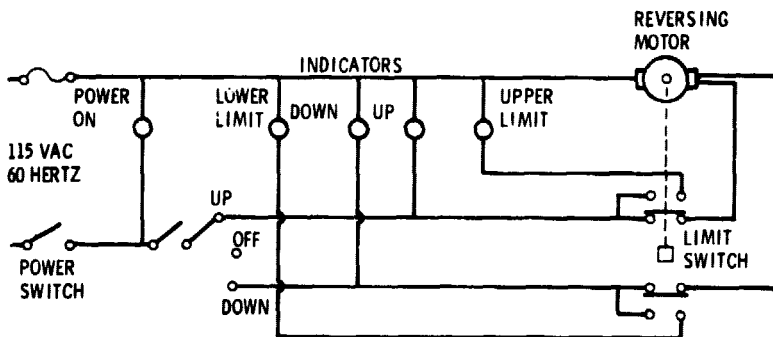 REVERSING
MOTOR
INDICATORS
POWER
ON
LOWER
LIMIT
DOWN
UP
UPPER
LIMIT
115 VAC
60 HERTZ
UP
OFF
LIMIT
SWITCH
POWER
SWITCH
DOWN